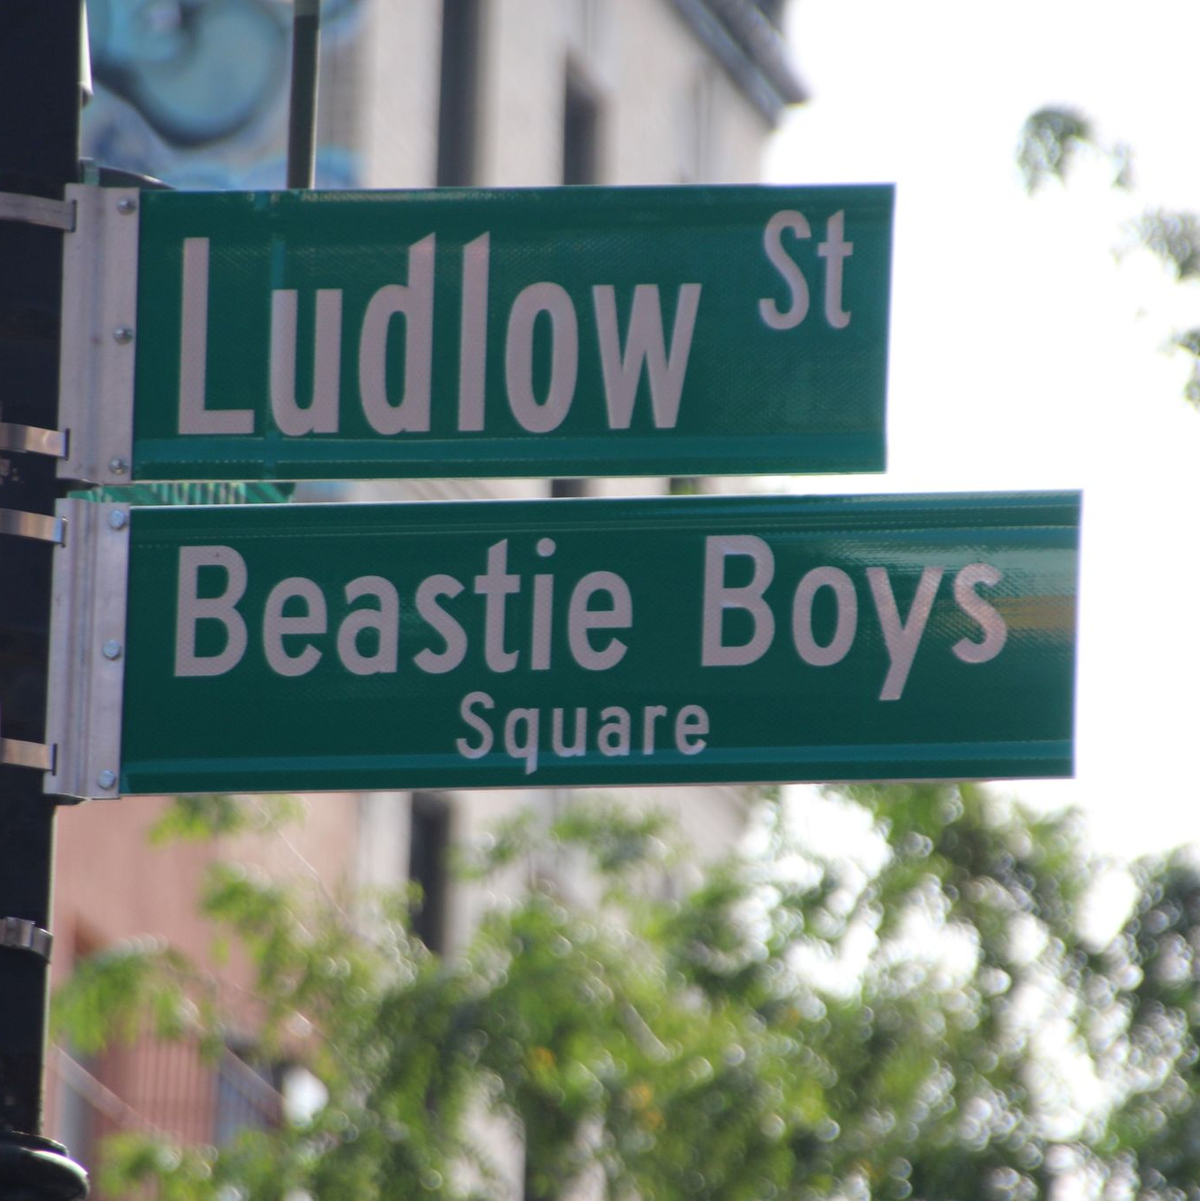 Ludlow St
Beastie Boys
Square